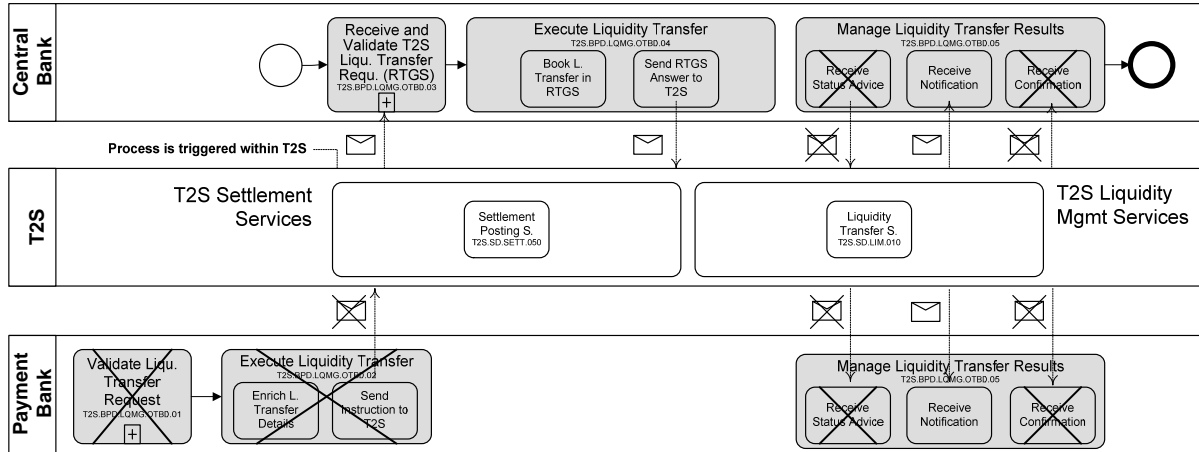 Central
Bank
Receive and
Validate T2S
Liqu. Transfer
Requ. (RTGS)
T2S.BPD.LQMG.OTBD.03
+
Execute Liquidity Transfer
T2S.BPD.LQMG.OTBD.04
Book L.
Transfer in
RTGS
Send RTGS
Answer to
T2S
Manage Liquidity Transfer Results
T2S.BPD.LQMG.OTBD.05
Receive
Status Advice
Receive
Notification
Receive
Confirmation
Process is triggered within T2S
T2S
T2S Settlement
Services
Settlement
Posting S.
T2S.SD.SETT.050
Liquidity
Transfer S.
T2S.SD.LIM.010
T2S Liquidity
Mgmt Services
Payment
Bank
Validate Liqu.
Transfer
Request
T2S.BPD.LQMG.OTBD.01
+
Execute Liquidity Transfer
T2S.BPD.LQMG.OTBD.02
Enrich L.
Transfer
Details
Send
Instruction to
T2S
Manage Liquidity Transfer Results
T2S.BPD.LQMG.OTBD.05
Receive
Status Advice
Receive
Notification
Receive
Confirmation